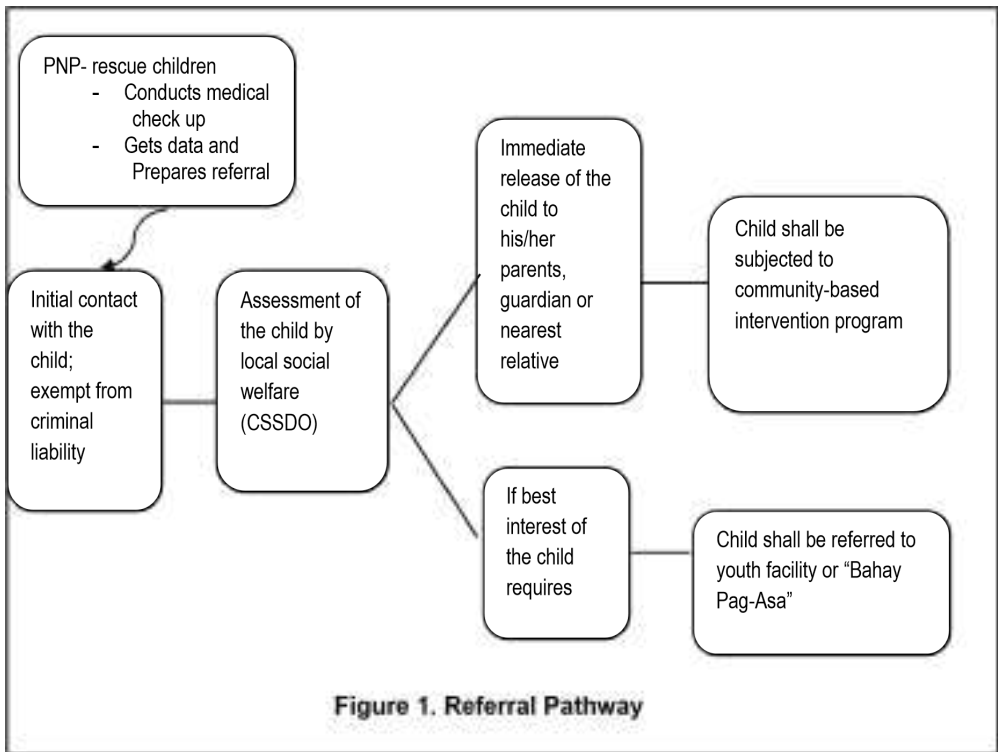 PNP- rescue children
- Conducts medical
check up
- Gets data and
Prepares referral
Initial contact
with the
child;
exempt from
criminal
liability
Assessment of
the child by
local social
welfare
(CSSDO)
Immediate
release of the
child to
his/her
parents,
guardian or
nearest
relative
Child shall be
subjected to
community-based
intervention program
If best
interest of
the child
requires
Child shall be referred to
youth facility or “Bahay
Pag-Asa”
Figure 1. Referral Pathway